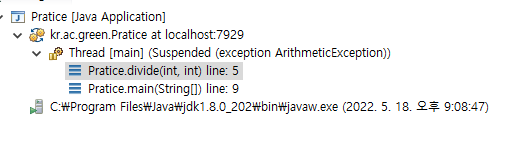 Pratice [Java Application]
kr.ac.green.Pratice at localhost:7929
Thread [main] (Suspended (exception ArithmeticException))
Pratice.divide(int, int) line: 5
Pratice.main(String[]) line: 9
C:₩Program Files₩Java₩jdk1.8.0_202₩bin₩javaw.exe (2022. 5. 18. 오후 9:08:47)